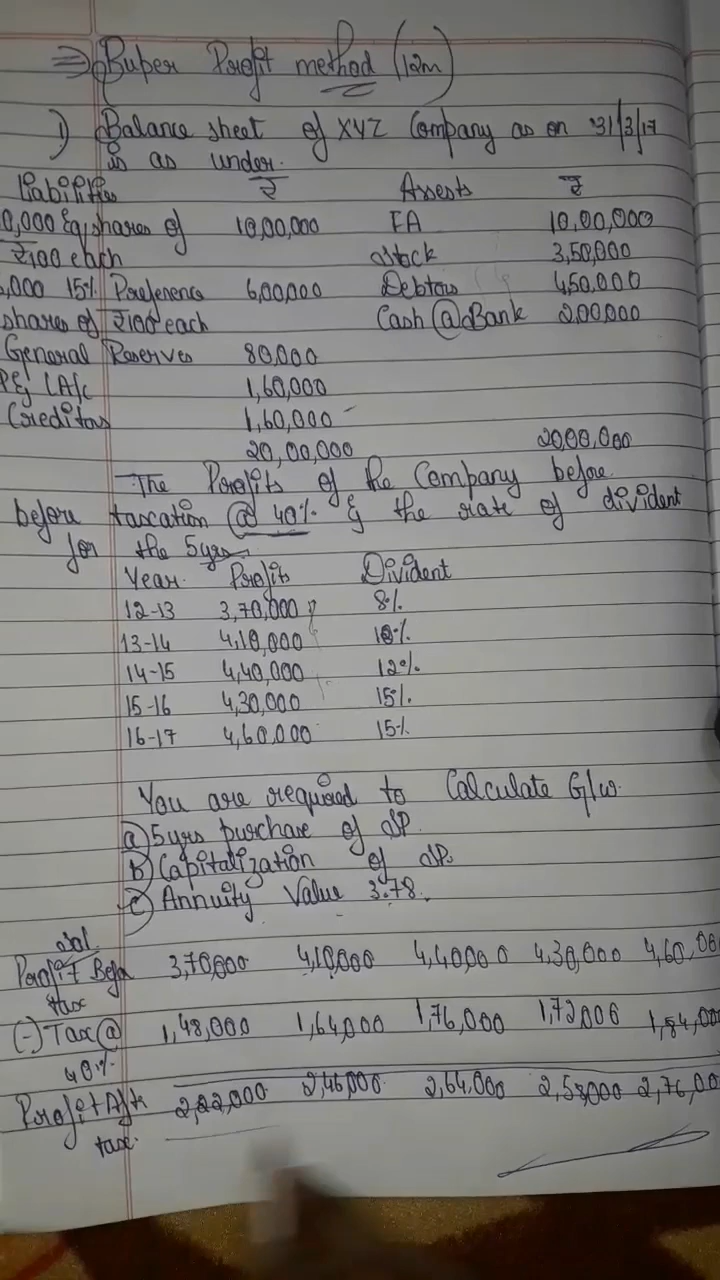 ⇒ Super Profit method (12m)
1) Balance sheet of XYZ Company as on 31/3/17
is as under.
Liabilities ₹ Assests ₹
0,000 Eq shares of 10,00,000 FA 10,00,000
₹100 each Stock 3,50,000
,000 15% Preference 6,00,000 Debtors 4,50,000
shares of ₹100 each Cash @ Bank 2,00,000
General Reserves 80,000
P&L A/c 1,60,000
Creditors 1,60,000
20,00,000 2000,000
The Profits of the Company before
before taxcation @ 40% & the rate of divident
for the 5yrs
Year. Profit Divident
12-13 3,70,000 8%
13-14 4,10,000 10%
14-15 4,40,000 12%
15-16 4,30,000 15%
16-17 4,60,000 15%
You are required to Calculate G/w.
a) 5yrs purchase of SP.
b) Capitalization of SP.
c) Annuity Value 3.78.
Sol.
Profit Befo 3,70,000 4,10,000 4,40,000 4,30,000 4,60,00
tax
(-) Tax @ 1,48,000 1,64,000 1,76,000 1,72,000 1,84,00
40%
Profit Aft 2,22,000 2,46,000 2,64,000 2,58,000 2,76,00
tax.